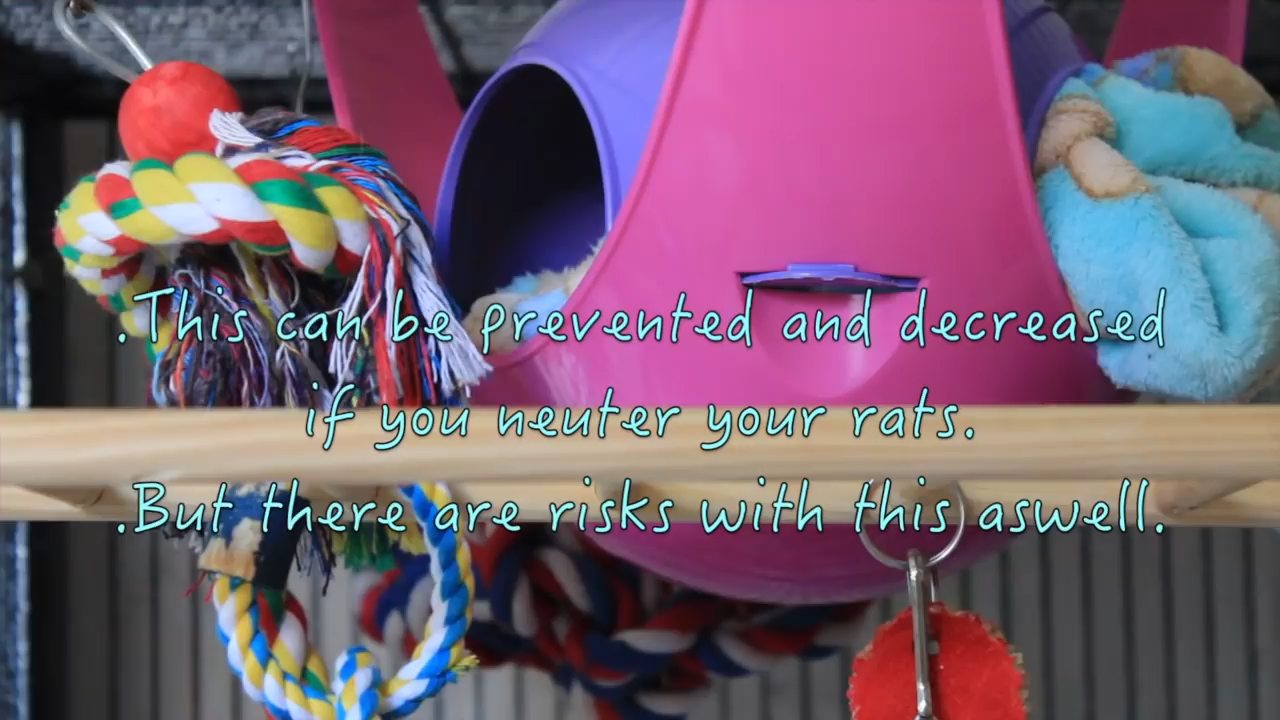 .This can be prevented and decreased
if you neuter your rats.
.But there are risks with this aswell.